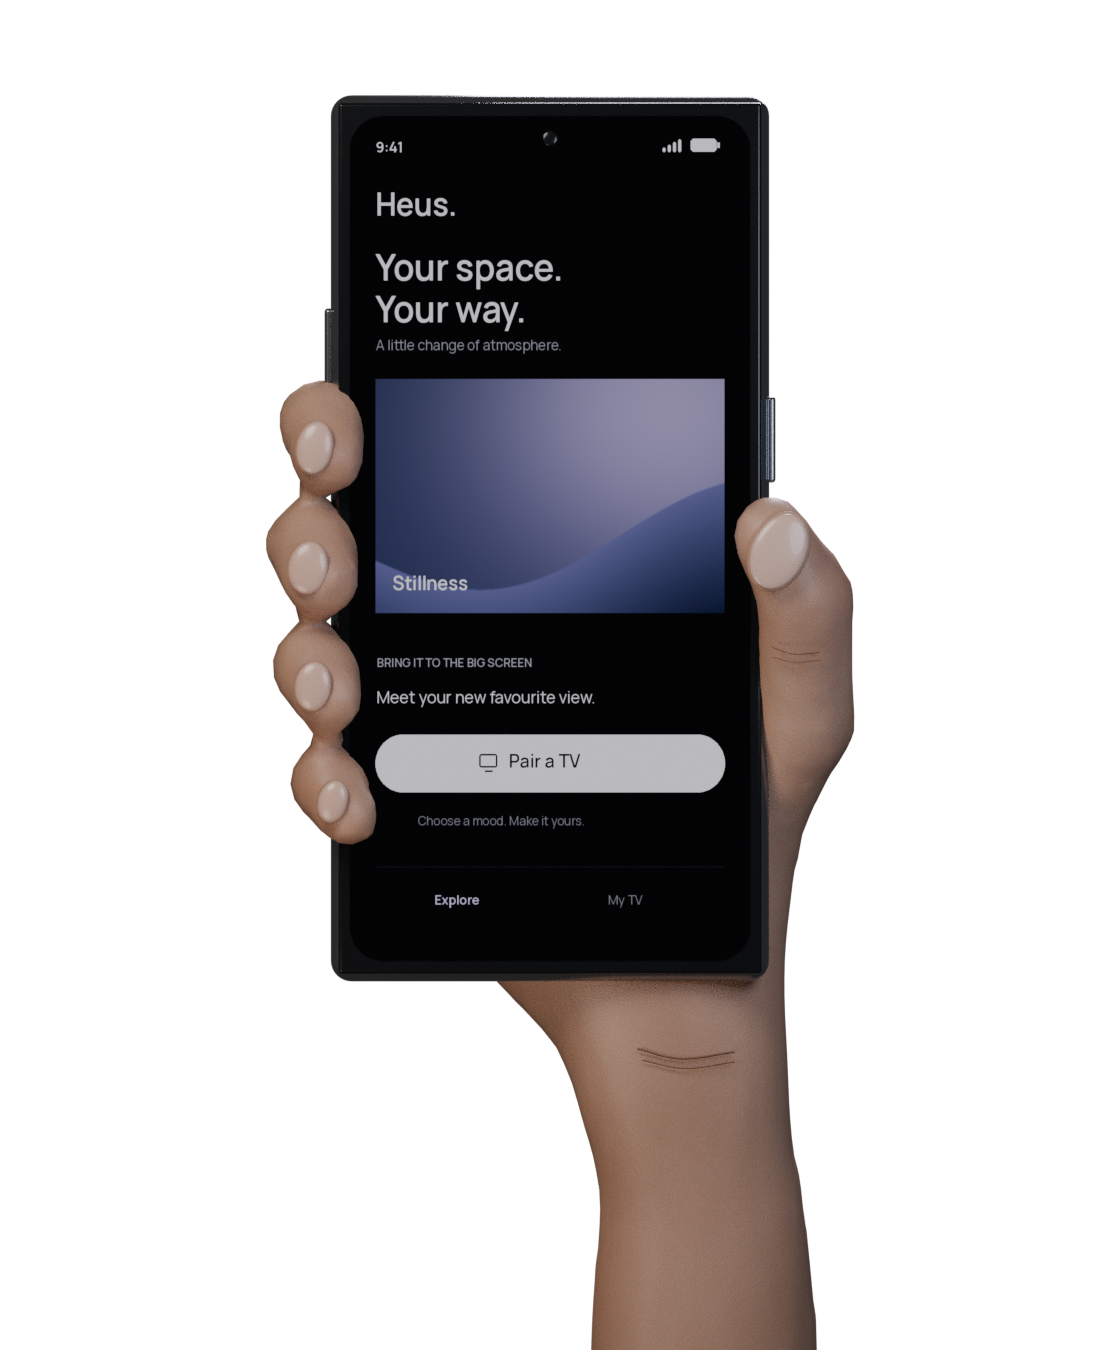 9:41
Heus.
Your space.
Your way.
A little change of atmosphere.
Stillness
BRING IT TO THE BIG SCREEN
Meet your new favourite view.
Pair a TV
Choose a mood. Make it yours.
Explore
My TV